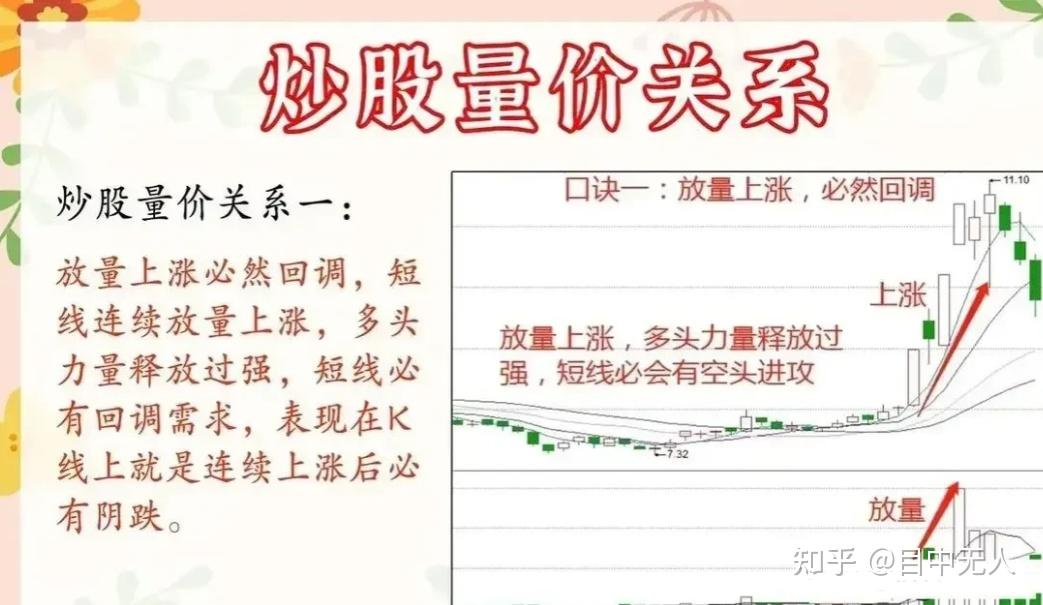 炒股量价关系
炒股量价关系一：
放量上涨必然回调，短
线连续放量上涨，多头
力量释放过强，短线必
有回调需求，表现在K
线上就是连续上涨后必
有阴跌。
口诀一：放量上涨，必然回调
11.10
上涨
放量上涨，多头力量释放过
强，短线必会有空头进攻
7.32
放量
知乎 @目中无人